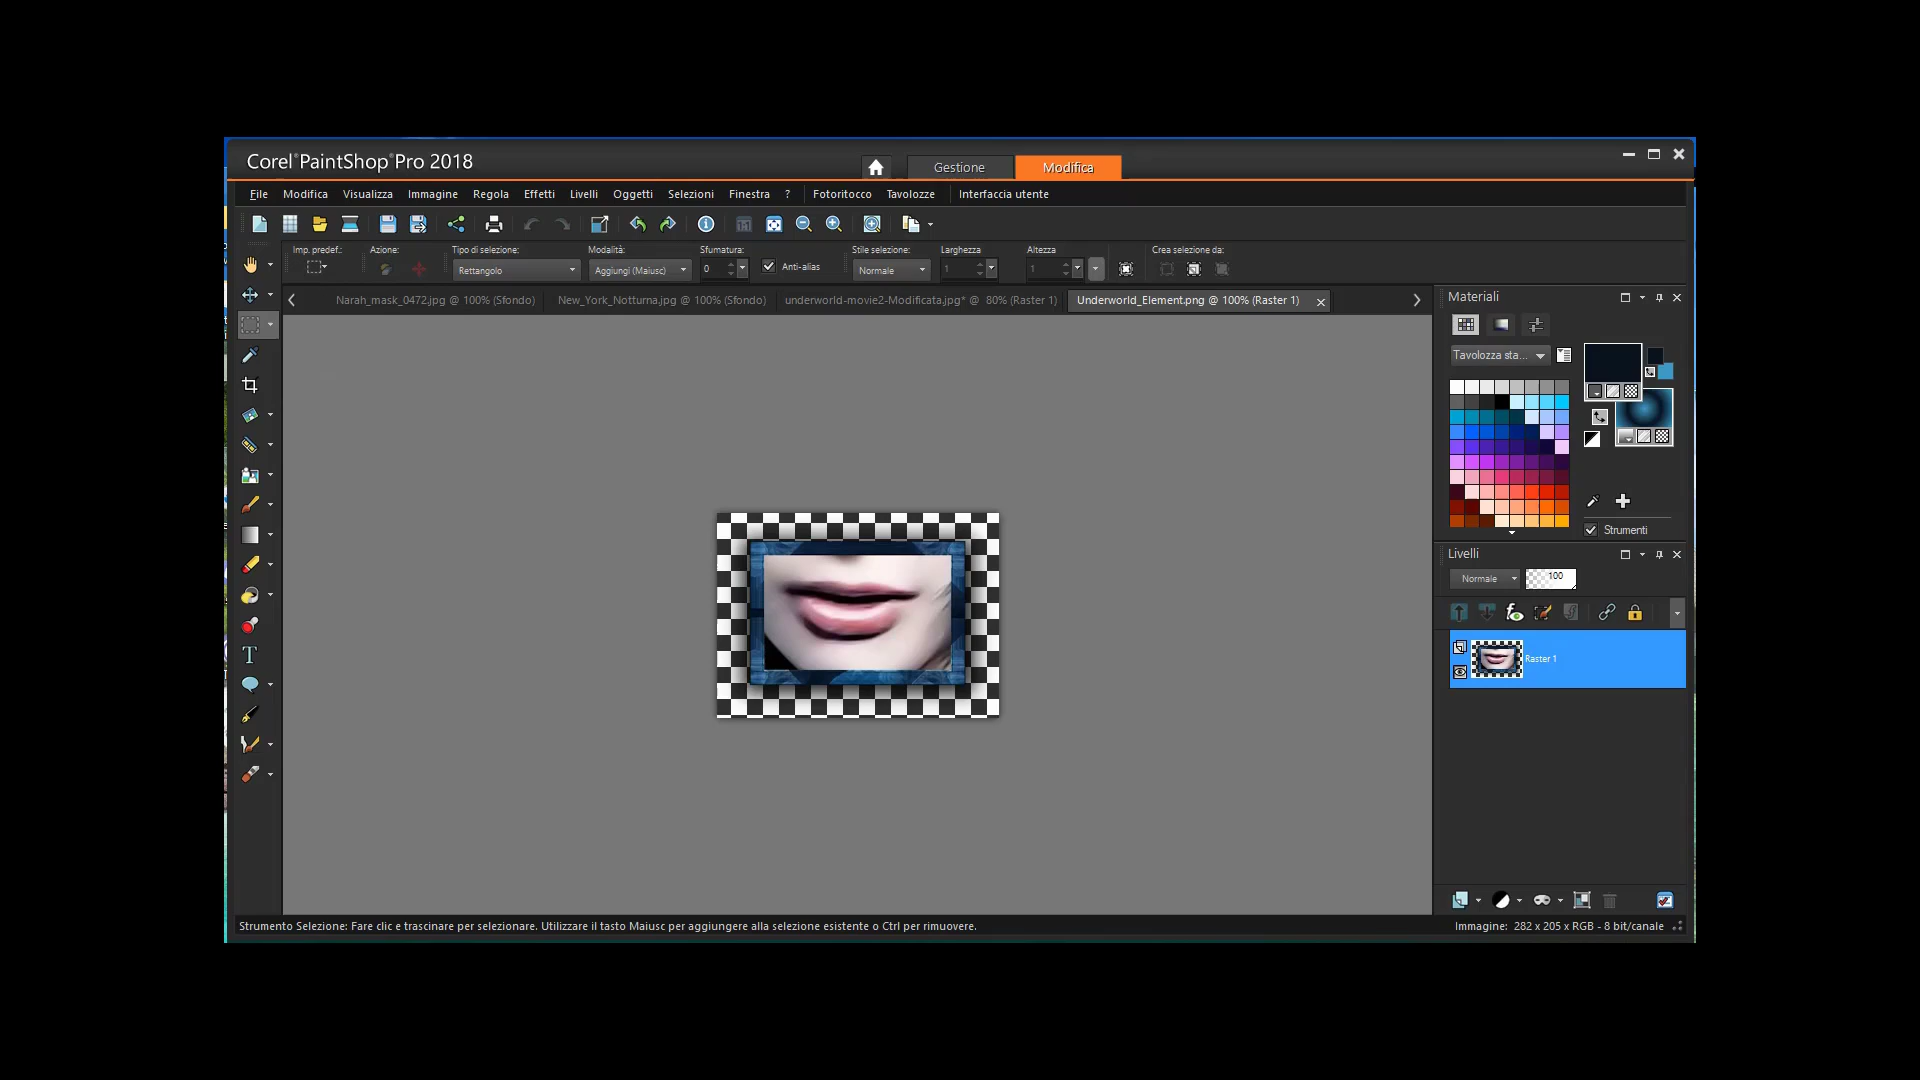 Corel®PaintShop®Pro 2018
Gestione
Modifica
File Modifica Visualizza Immagine Regola Effetti Livelli Oggetti Selezioni Finestra ? Fotoritocco Tavolozze Interfaccia utente
Imp. predef.: Azione: Tipo di selezione: Modalità: Sfumatura: Anti-alias Stile selezione: Larghezza Altezza Crea selezione da:
Rettangolo Aggiungi (Maiusc) 0 Normale 1 1
Narah_mask_0472.jpg @ 100% (Sfondo) New_York_Notturna.jpg @ 100% (Sfondo) underworld-movie2-Modificata.jpg* @ 80% (Raster 1) Underworld_Element.png @ 100% (Raster 1)
Materiali
Tavolozza sta...
Strumenti
Livelli
Normale 100
Raster 1
Strumento Selezione: Fare clic e trascinare per selezionare. Utilizzare il tasto Maiusc per aggiungere alla selezione esistente o Ctrl per rimuovere.
Immagine: 282 x 205 x RGB - 8 bit/canale